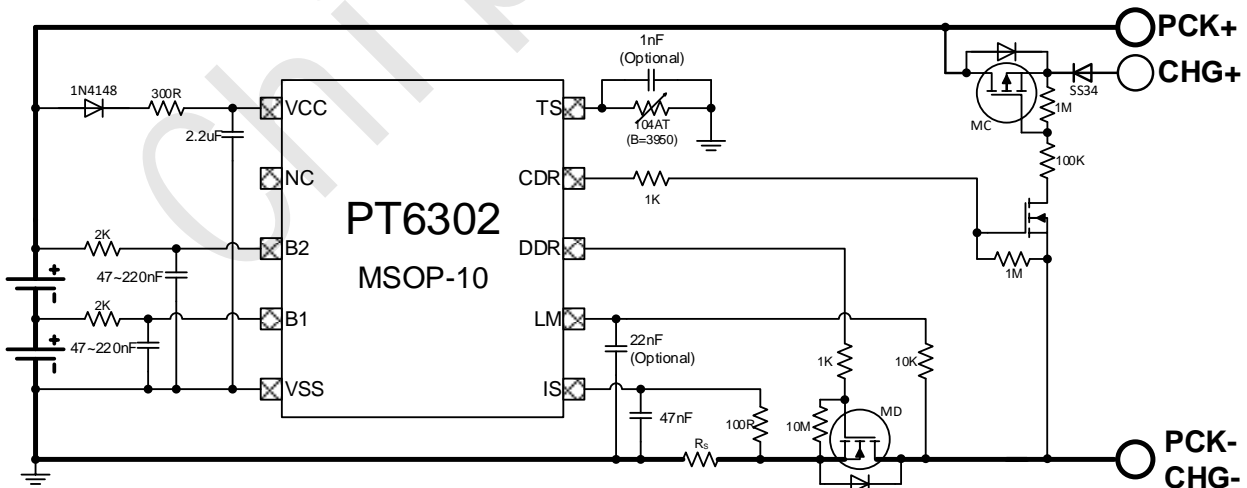 PCK+
CHG+
1nF
(Optional)
SS34
1N4148
300R
VCC
TS
104AT
(B=3950)
1M
MC
2.2uF
NC
CDR
1K
100K
PT6302
MSOP-10
2K
B2
DDR
47~220nF
1M
2K
B1
LM
47~220nF
22nF
(Optional)
1K
10K
VSS
IS
47nF
100R
10M
MD
Rs
PCK-
CHG-